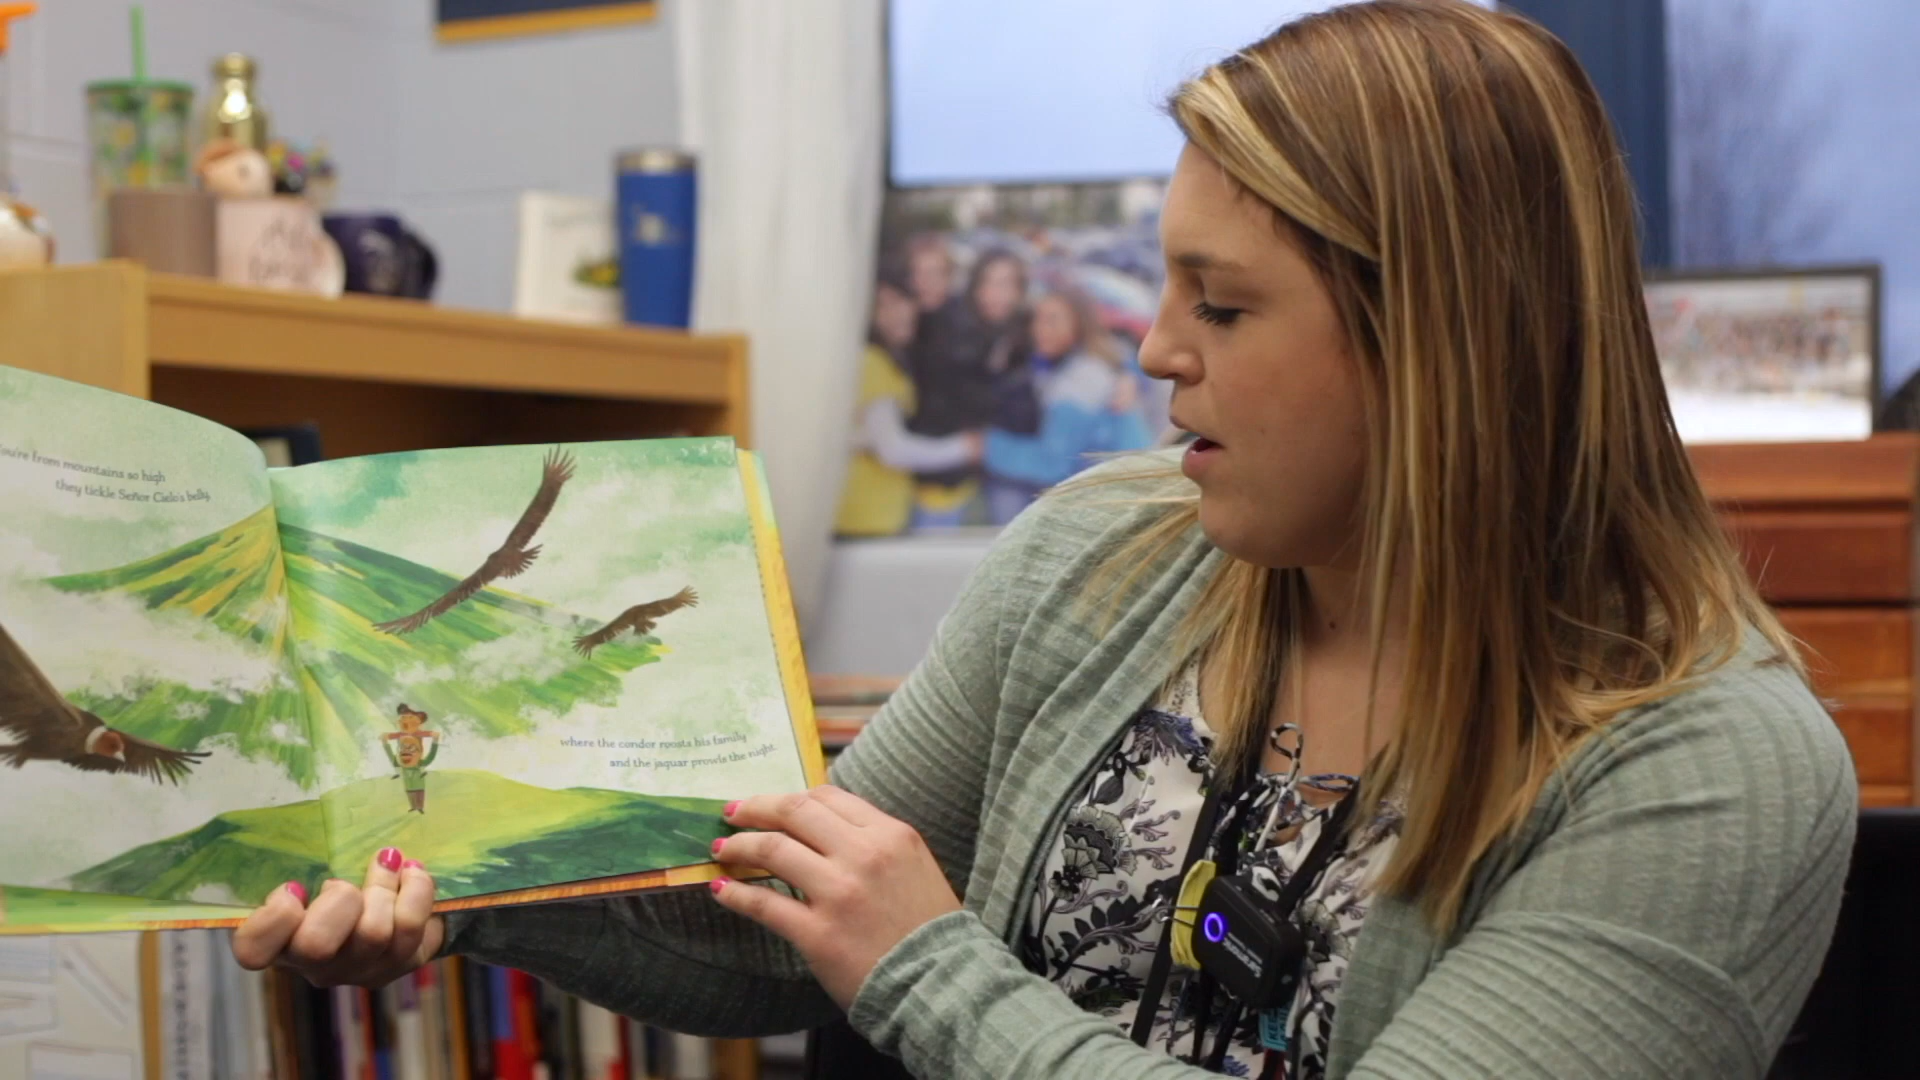 You're from mountains so high
they tickle Señor Cielo's belly,
where the condor roosts his family
and the jaguar prowls the night.